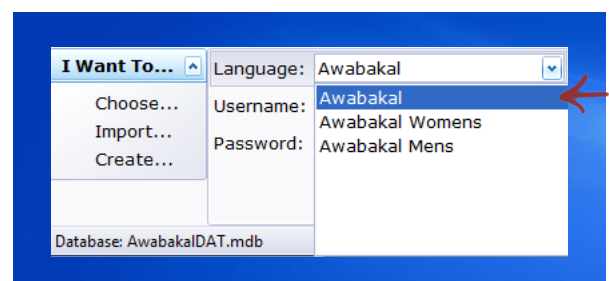 I Want To...
Choose...
Import...
Create...
Language: Awabakal
Username:
Password:
Awabakal
Awabakal Womens
Awabakal Mens
Database: AwabakalDAT.mdb